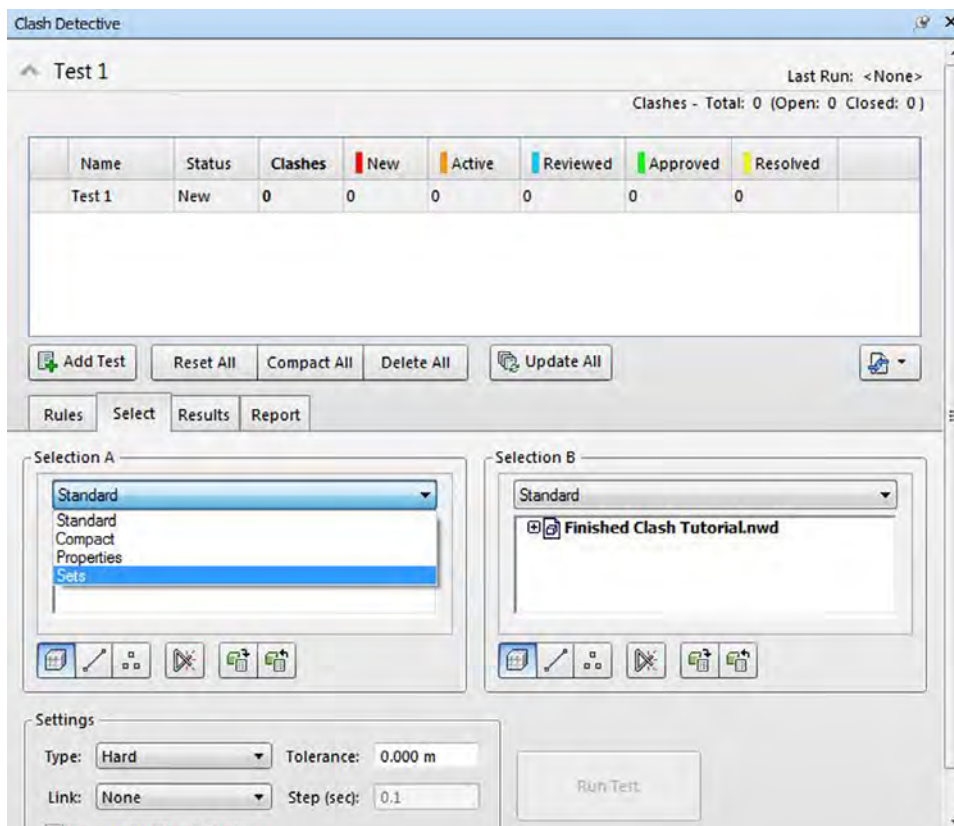 Clash Detective
Test 1
Last Run: <None>
Clashes - Total: 0 (Open: 0 Closed: 0)
Name Status Clashes New Active Reviewed Approved Resolved
Test 1 New 0 0 0 0 0 0
Add Test Reset All Compact All Delete All Update All
Rules Select Results Report
Selection A Selection B
Standard Standard
Standard
Compact
Properties
Sets
Finished Clash Tutorial.nwd
Settings
Type: Hard Tolerance: 0.000 m
Link: None Step (sec): 0.1
Run Test